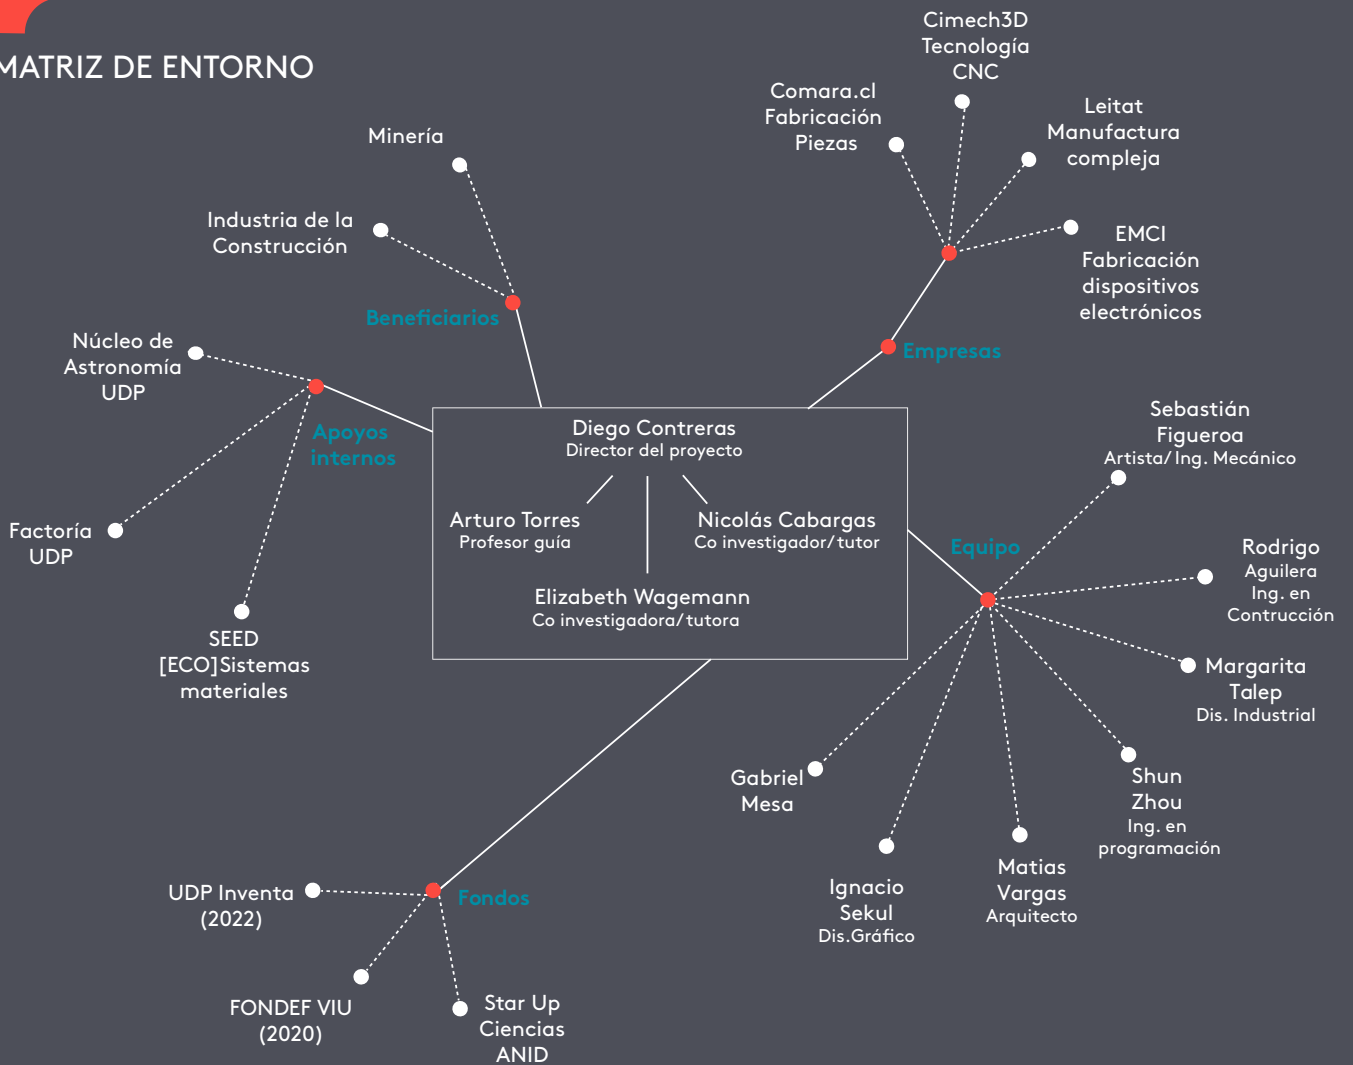 MATRIZ DE ENTORNO
Cimech3D
Tecnología
CNC
Comara.cl
Fabricación
Piezas
Leitat
Manufactura
compleja
EMCI
Fabricación
dispositivos
electrónicos
Empresas
Minería
Industria de la
Construcción
Beneficiarios
Núcleo de
Astronomía
UDP
Apoyos
internos
Factoría
UDP
SEED
[ECO]Sistemas
materiales
Diego Contreras
Director del proyecto
Arturo Torres
Profesor guía
Nicolás Cabargas
Co investigador/tutor
Elizabeth Wagemann
Co investigadora/tutora
Equipo
Sebastián
Figueroa
Artista/Ing. Mecánico
Rodrigo
Aguilera
Ing. en
Contrucción
Margarita
Talep
Dis. Industrial
Shun
Zhou
Ing. en
programación
Matias
Vargas
Arquitecto
Ignacio
Sekul
Dis.Gráfico
Gabriel
Mesa
Fondos
UDP Inventa
(2022)
FONDEF VIU
(2020)
Star Up
Ciencias
ANID